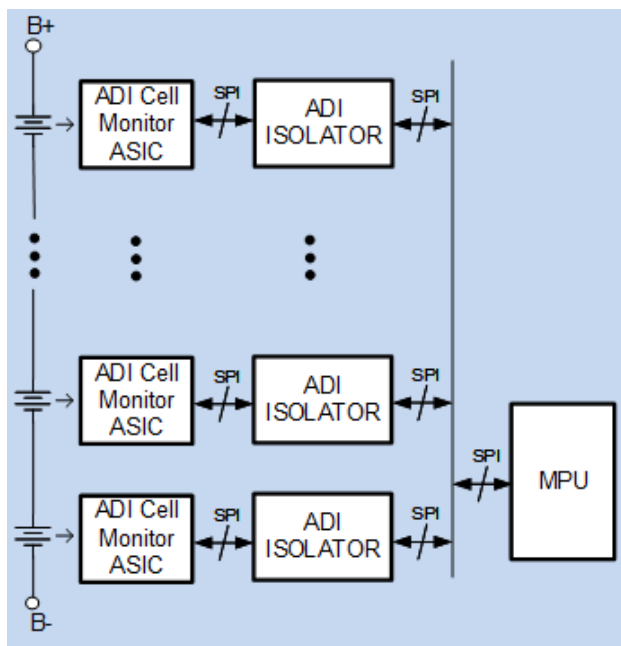 B+
ADI Cell
Monitor
ASIC
SPI
ADI
ISOLATOR
SPI
ADI Cell
Monitor
ASIC
SPI
ADI
ISOLATOR
SPI
SPI
MPU
ADI Cell
Monitor
ASIC
SPI
ADI
ISOLATOR
SPI
B-